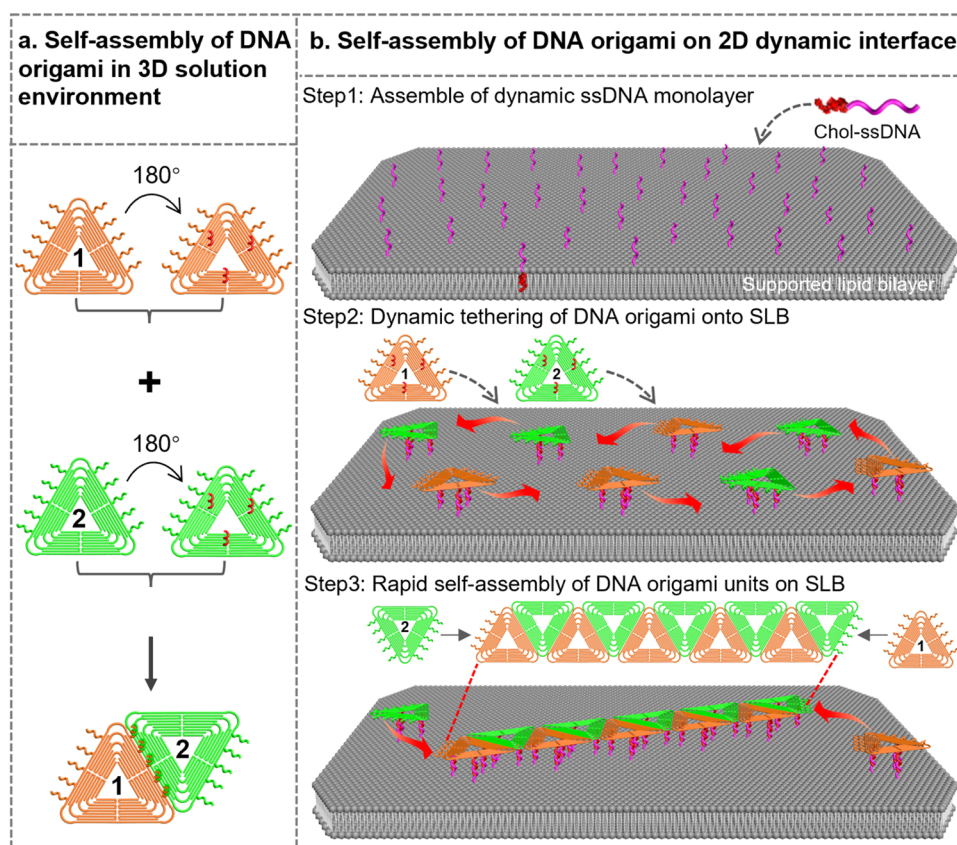 a. Self-assembly of DNA
origami in 3D solution
environment
180°
1
+
2
180°
1
2
b. Self-assembly of DNA origami on 2D dynamic interface
Step1: Assemble of dynamic ssDNA monolayer
Chol-ssDNA
Supported lipid bilayer
Step2: Dynamic tethering of DNA origami onto SLB
1
2
Step3: Rapid self-assembly of DNA origami units on SLB
2
1